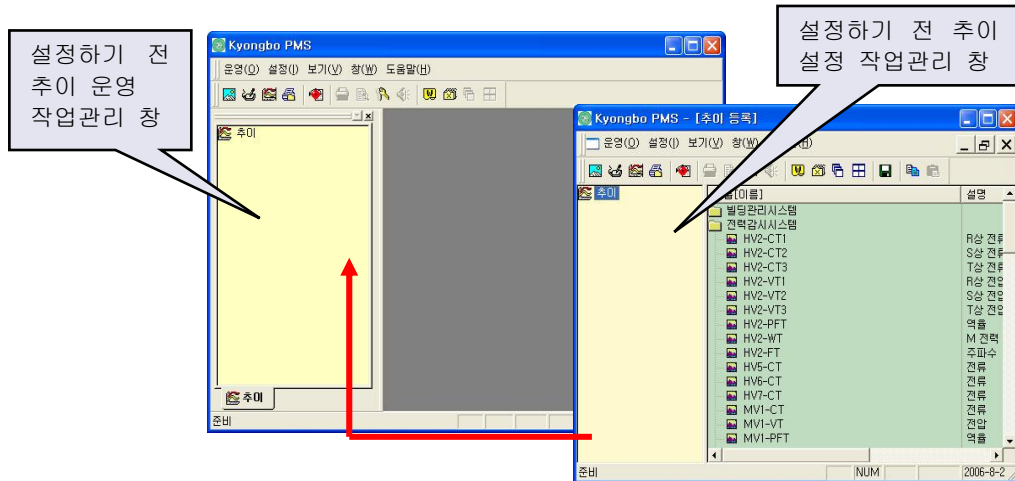 설정하기 전
추이 운영
작업관리 창
설정하기 전 추이
설정 작업관리 창
Kyongbo PMS
운영(O) 설정(I) 보기(V) 창(W) 도움말(H)
추이
추이
준비
Kyongbo PMS - [추이 등록]
운영(O) 설정(I) 보기(V) 창(W)
추이
[이름] 설명
빌딩관리시스템
전력감시시스템
HV2-CT1 R상 전류
HV2-CT2 S상 전류
HV2-CT3 T상 전류
HV2-VT1 R상 전압
HV2-VT2 S상 전압
HV2-VT3 T상 전압
HV2-PFT 역율
HV2-WT M 전력
HV2-FT 주파수
HV5-CT 전류
HV6-CT 전류
HV7-CT 전류
MV1-CT 전류
MV1-VT 전압
MV1-PFT 역율
준비 NUM 2006-8-2